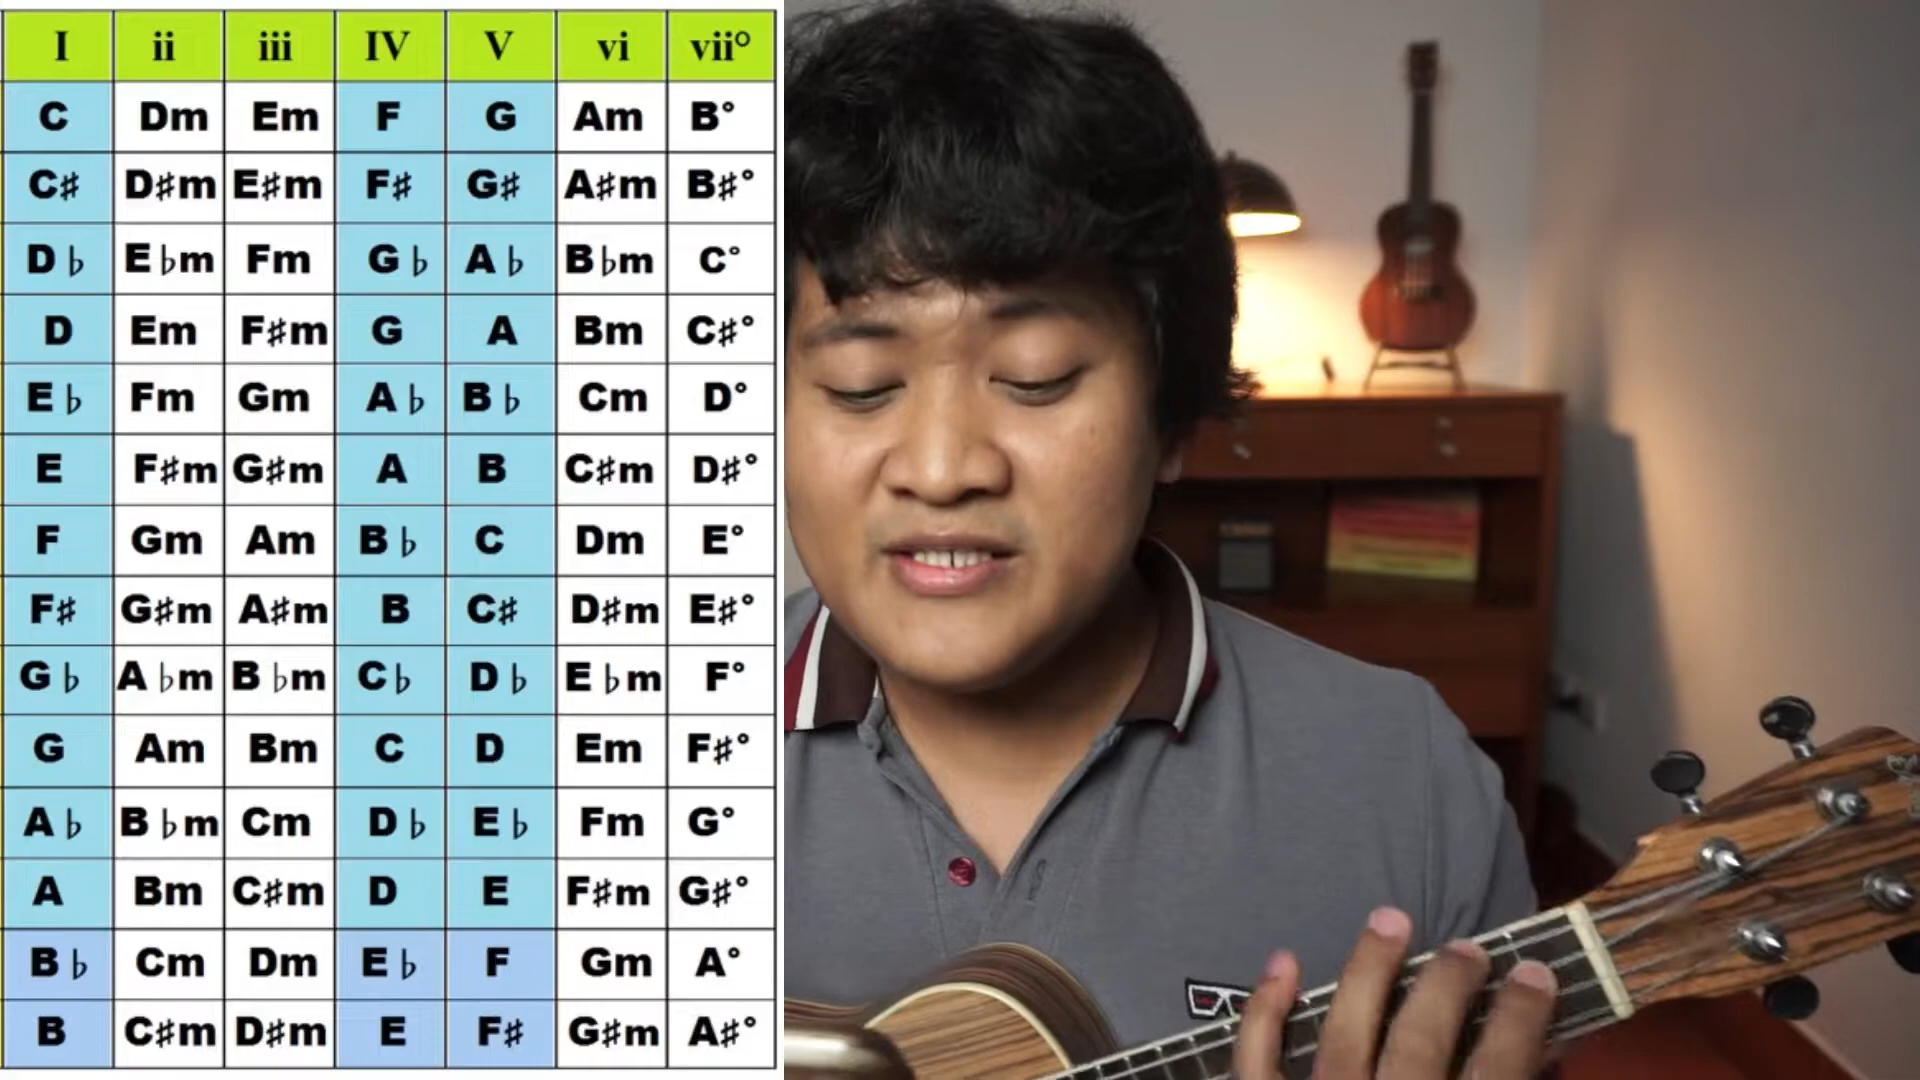 I ii iii IV V vi vii°
C Dm Em F G Am B°
C♯ D♯m E♯m F♯ G♯ A♯m B♯°
D♭ E♭m Fm G♭ A♭ B♭m C°
D Em F♯m G A Bm C♯°
E♭ Fm Gm A♭ B♭ Cm D°
E F♯m G♯m A B C♯m D♯°
F Gm Am B♭ C Dm E°
F♯ G♯m A♯m B C♯ D♯m E♯°
G♭ A♭m B♭m C♭ D♭ E♭m F°
G Am Bm C D Em F♯°
A♭ B♭m Cm D♭ E♭ Fm G°
A Bm C♯m D E F♯m G♯°
B♭ Cm Dm E♭ F Gm A°
B C♯m D♯m E F♯ G♯m A♯°